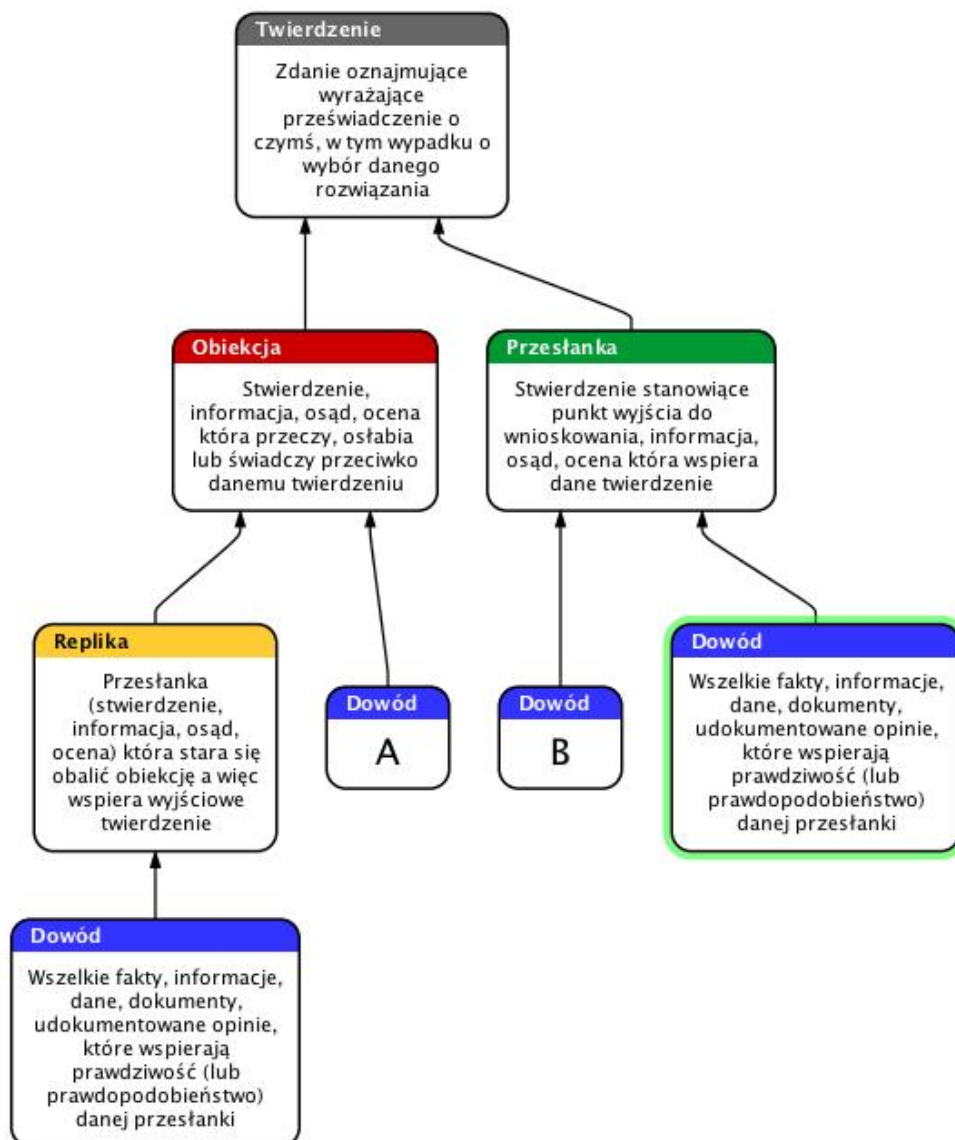 Twierdzenie
Zdanie oznajmujące
wyrażające
przeświadczenie o
czymś, w tym wypadku o
wybór danego
rozwiązania
Obiekcja
Stwierdzenie,
informacja, osąd, ocena
która przeczy, osłabia
lub świadczy przeciwko
danemu twierdzeniu
Przesłanka
Stwierdzenie stanowiące
punkt wyjścia do
wnioskowania, informacja,
osąd, ocena która wspiera
dane twierdzenie
Replika
Przesłanka
(stwierdzenie,
informacja, osąd,
ocena) która stara się
obalić obiekcję a więc
wspiera wyjściowe
twierdzenie
Dowód
A
Dowód
B
Dowód
Wszelkie fakty, informacje,
dane, dokumenty,
udokumentowane opinie,
które wspierają
prawdziwość (lub
prawdopodobieństwo)
danej przesłanki
Dowód
Wszelkie fakty, informacje,
dane, dokumenty,
udokumentowane opinie,
które wspierają
prawdziwość (lub
prawdopodobieństwo)
danej przesłanki